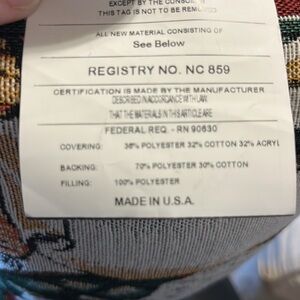 EXCEPT BY THE CONSUMER
THIS TAG IS NOT TO BE REMOVED
ALL NEW MATERIAL CONSISTING OF
See Below
REGISTRY NO. NC 859
CERTIFICATION IS MADE BY THE MANUFACTURER
DESCRIBED IN ACCORDANCE WITH LAW
THAT THE MATERIALS IN THIS ARTICLE ARE
FEDERAL REQ. - RN 90630
COVERING: 36% POLYESTER 32% COTTON 32% ACRYL
BACKING: 70% POLYESTER 30% COTTON
FILLING: 100% POLYESTER
MADE IN U.S.A.